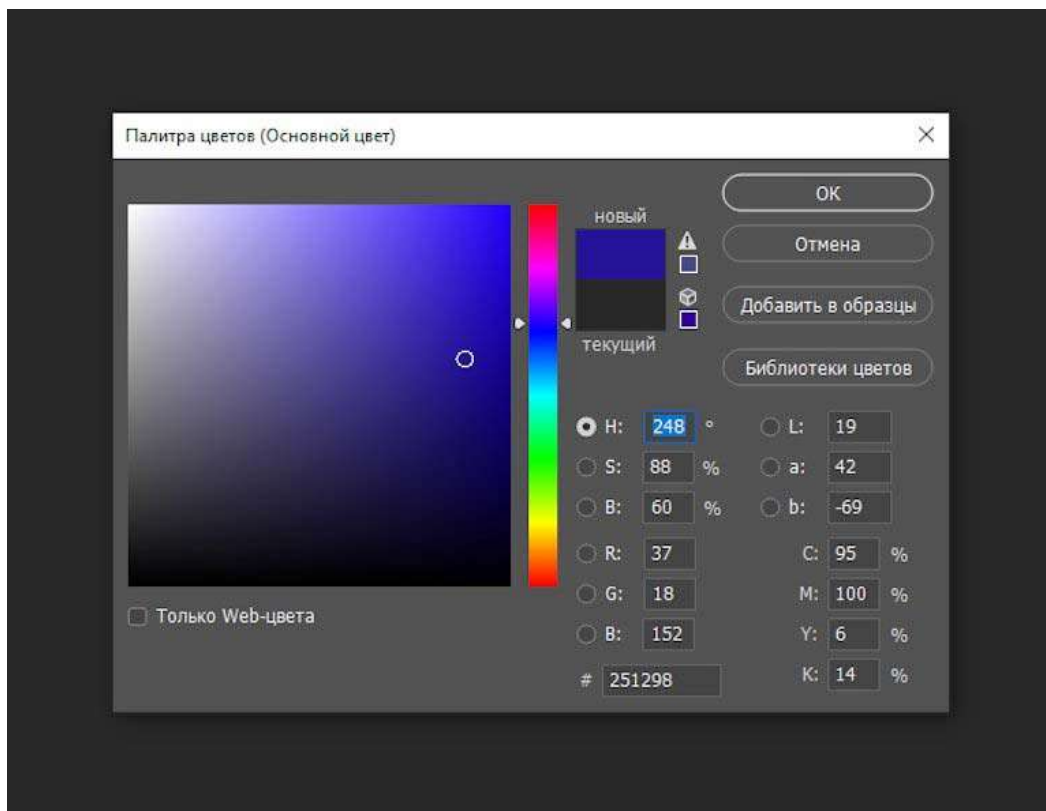 Палитра цветов (Основной цвет)
новый
текущий
ОК
Отмена
Добавить в образцы
Библиотеки цветов
H: 248 °
S: 88 %
B: 60 %
R: 37
G: 18
B: 152
# 251298
L: 19
a: 42
b: -69
C: 95 %
M: 100 %
Y: 6 %
K: 14 %
Только Web-цвета